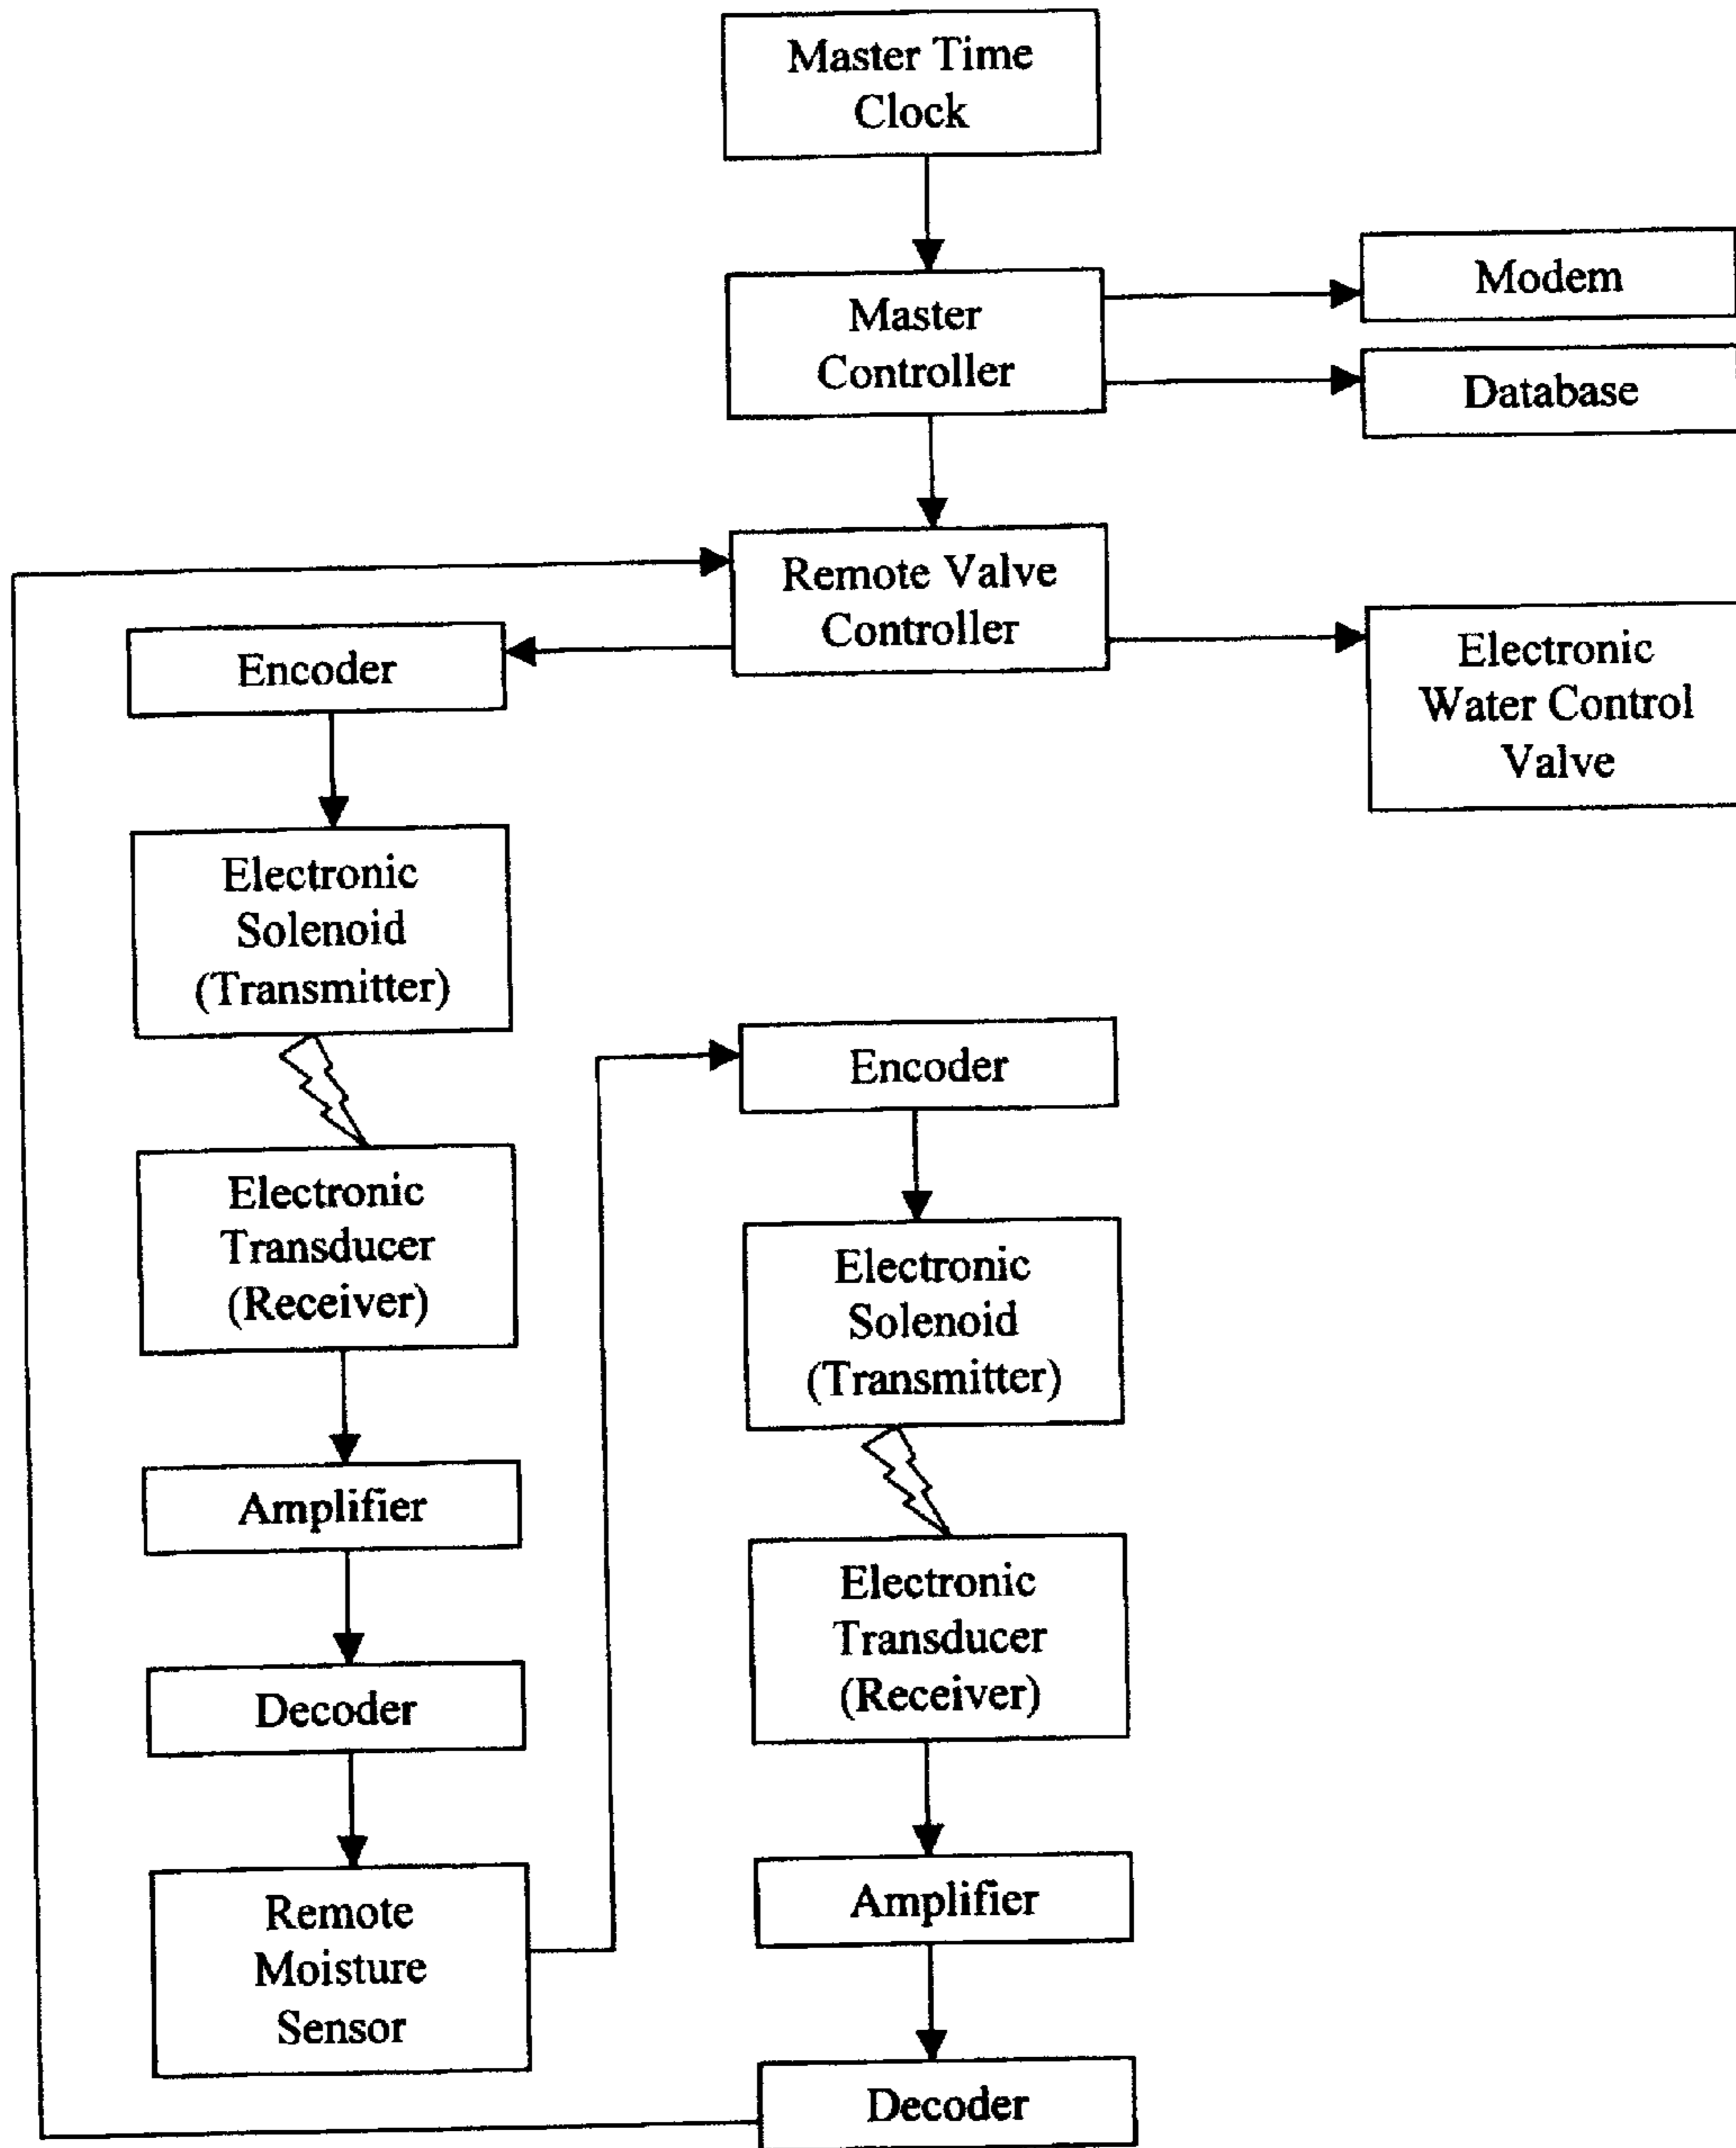 Master Time
Clock
Master
Controller
Modem
Database
Remote Valve
Controller
Encoder
Electronic
Water Control
Valve
Electronic
Solenoid
(Transmitter)
Electronic
Transducer
(Receiver)
Amplifier
Decoder
Remote
Moisture
Sensor
Encoder
Electronic
Solenoid
(Transmitter)
Electronic
Transducer
(Receiver)
Amplifier
Decoder